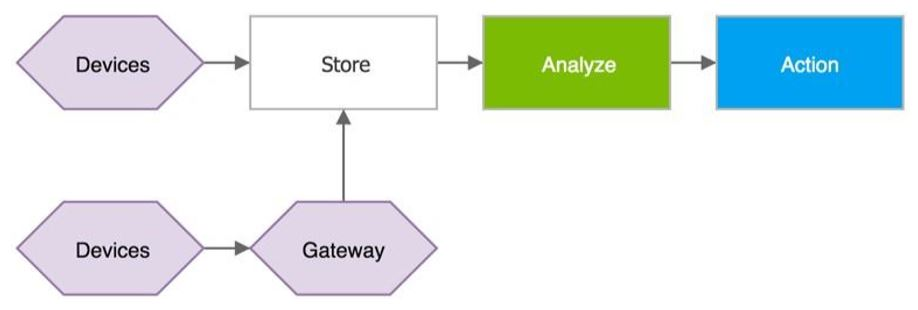 Devices
Store
Analyze
Action
Devices
Gateway